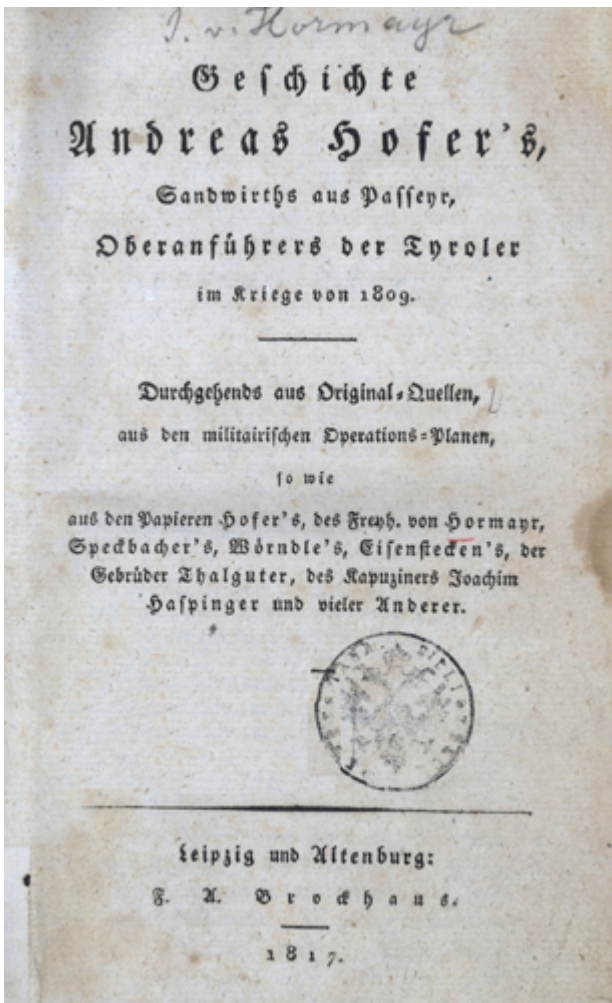 J. v. Hormayr
Geſchichte
Andreas Hofer's,
Sandwirths aus Paſſeyr,
Oberanführers der Tyroler
im Kriege von 1809.
Durchgehends aus Original-Quellen,
aus den militairiſchen Operations-Planen,
ſo wie
aus den Papieren Hofer's, des Freyh. von Hormayr,
Speckbacher's, Wörndle's, Eiſenſtecken's, der
Gebrüder Thalguter, des Kapuziners Joachim
Haſpinger und vieler Anderer.
Leipzig und Altenburg:
F. A. Brockhaus.
1817.